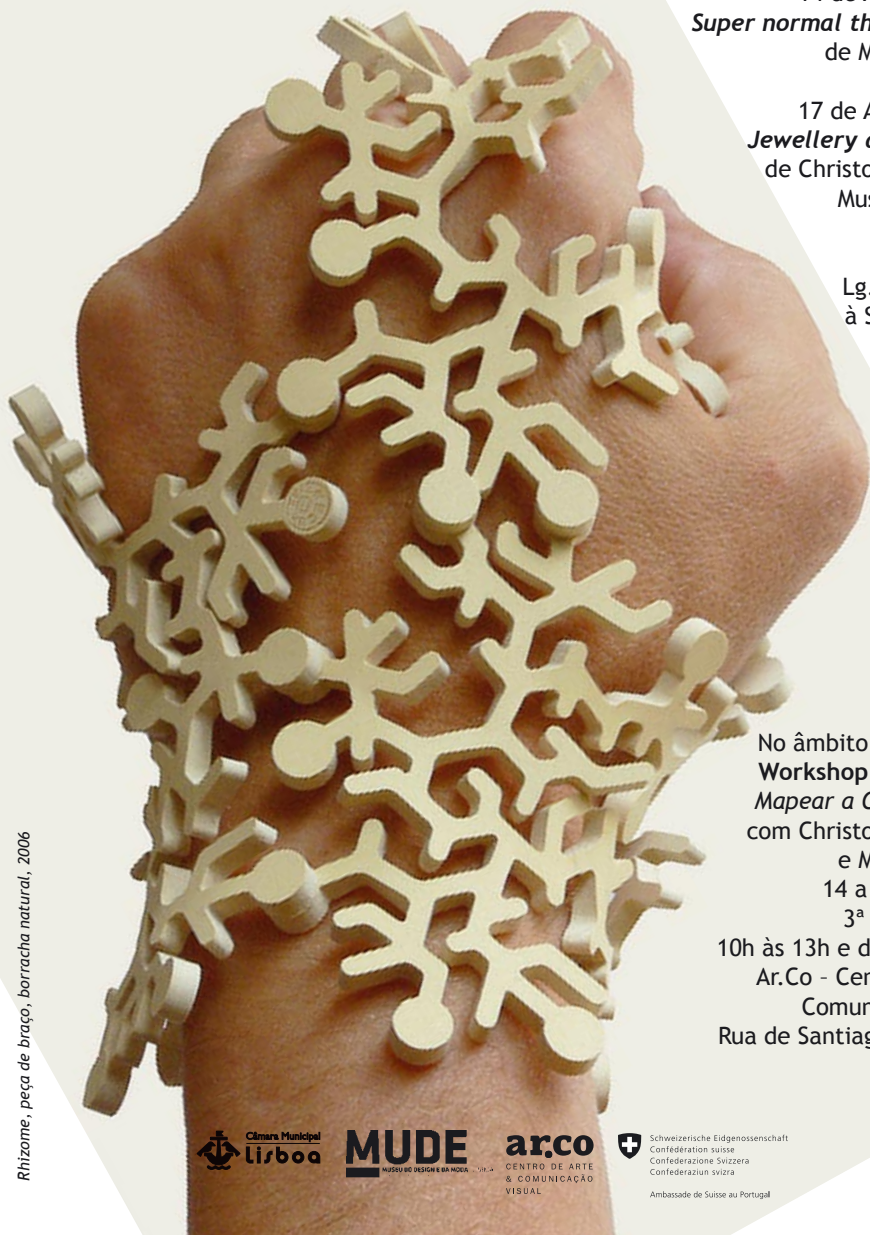 Super normal th
de M
17 de A
Jewellery
de Christo
Mus
Lg.
à S
No âmbito
Workshop
Mapear a C
com Christo
e M
14 a
3ª
10h às 13h e d
Ar.Co – Cen
Comun
Rua de Santiag
Rhizome, peça de braço, borracha natural, 2006
Câmara Municipal
Lisboa
MUDE
MUSEU DO DESIGN E DA MODA
ar.co
CENTRO DE ARTE
& COMUNICAÇÃO
VISUAL
Schweizerische Eidgenossenschaft
Confédération suisse
Confederazione Svizzera
Confederaziun svizra
Ambassade de Suisse au Portugal